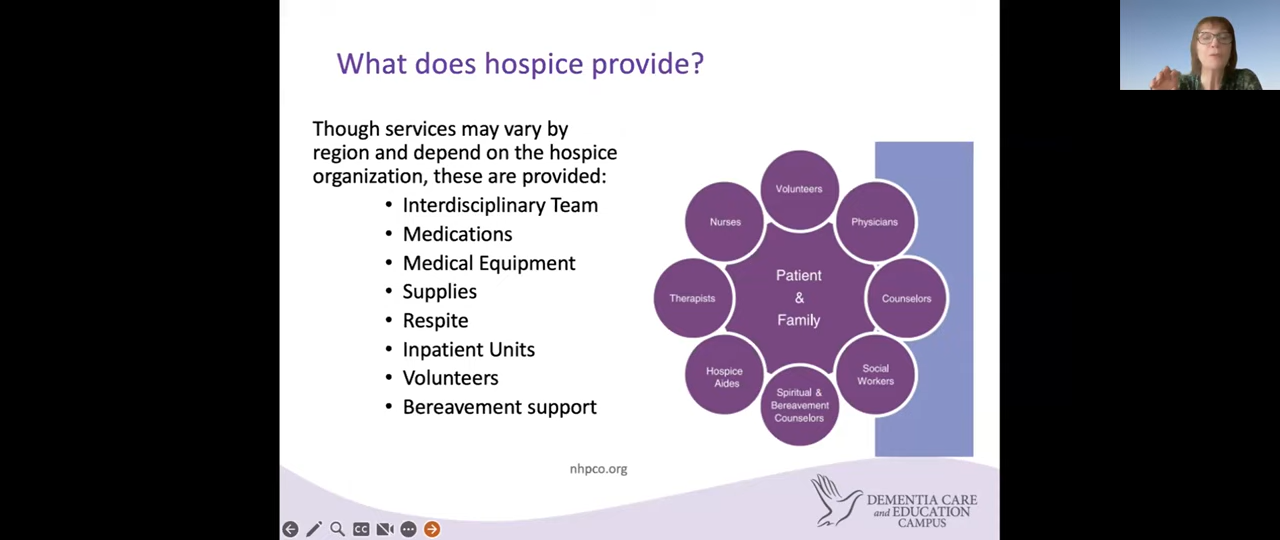 What does hospice provide?
Though services may vary by
region and depend on the hospice
organization, these are provided:
• Interdisciplinary Team
• Medications
• Medical Equipment
• Supplies
• Respite
• Inpatient Units
• Volunteers
• Bereavement support
Volunteers
Nurses
Physicians
Patient
&
Family
Therapists
Counselors
Hospice
Aides
Social
Workers
Spiritual &
Bereavement
Counselors
nhpco.org
DEMENTIA CARE
and EDUCATION
CAMPUS
CC